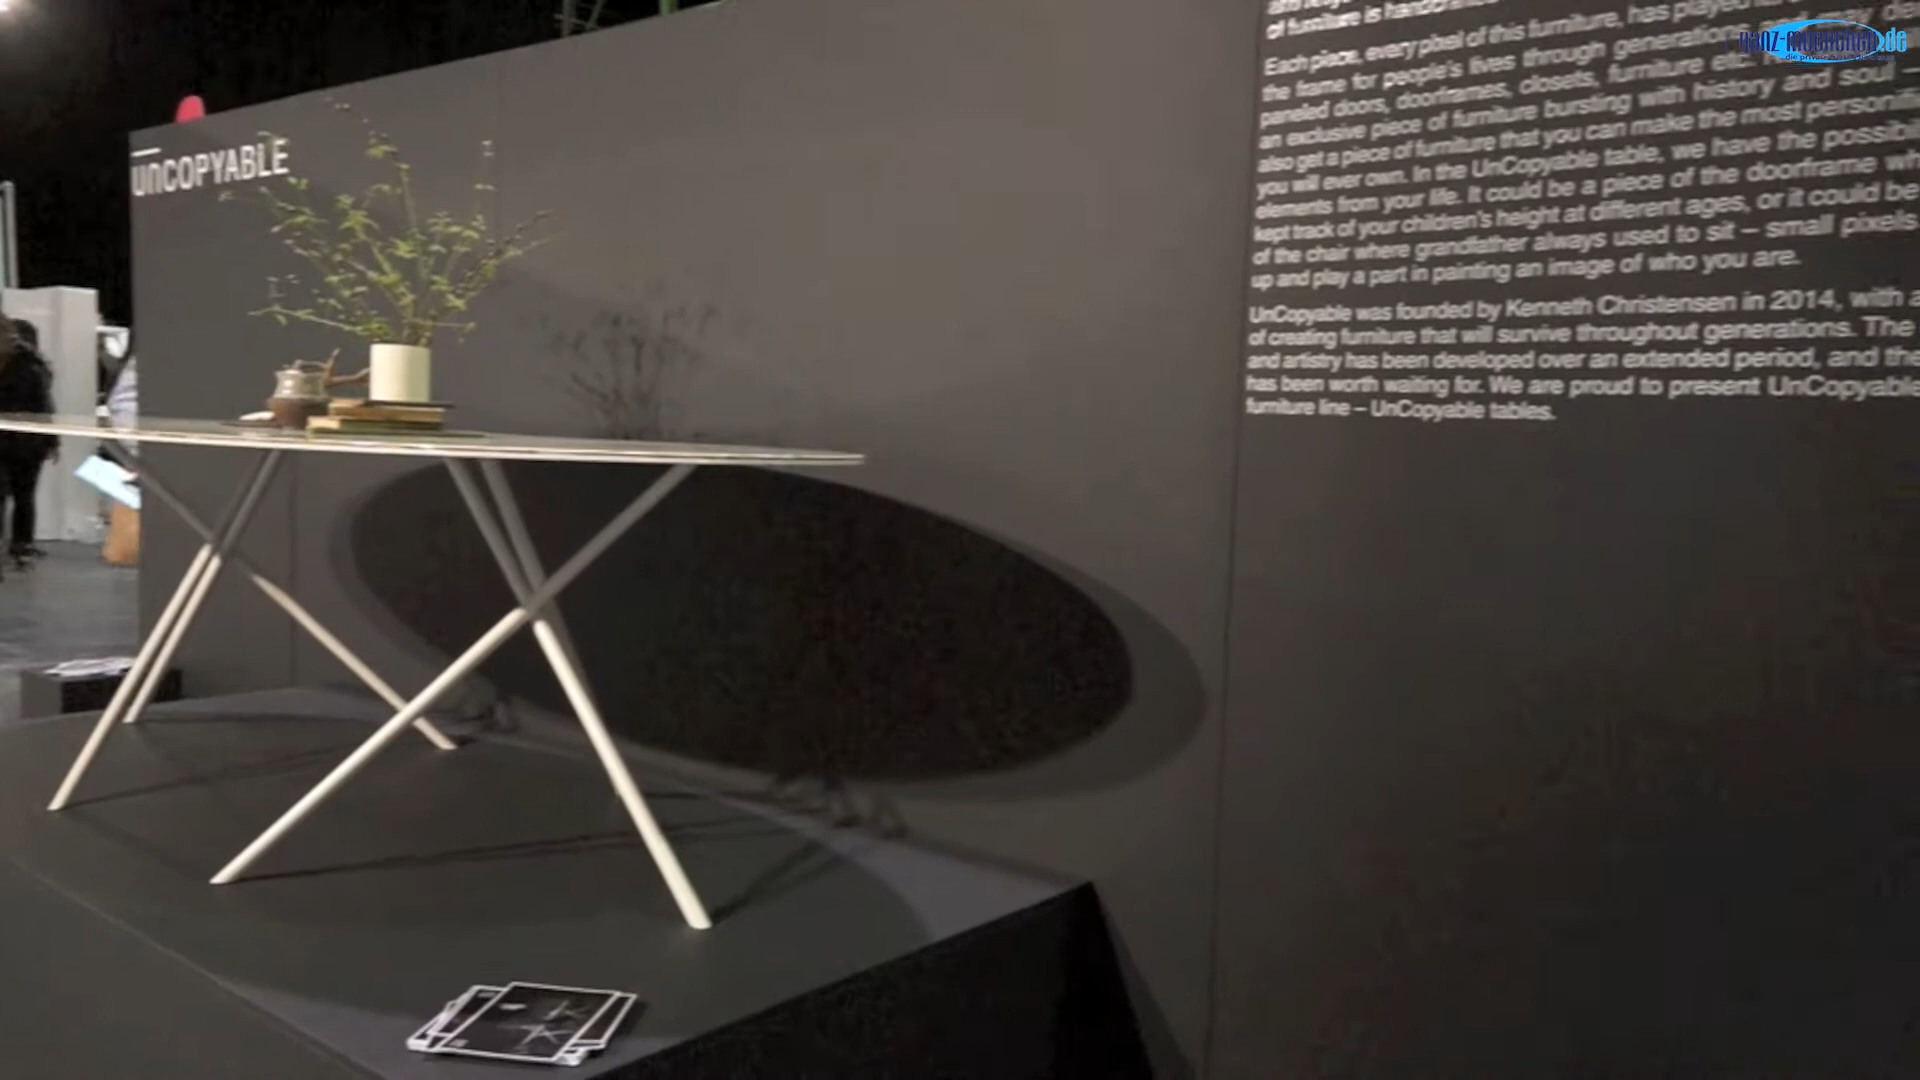 UnCOPYABLE
of furniture is
Each piece, every pixel of this furniture, has played
the frame for people's lives through generations and may
paneled doors, doorframes, closets, furniture etc.
an exclusive piece of furniture bursting with history and soul –
also get a piece of furniture that you can make the most
you will ever own. In the UnCopyable table, we have the
elements from your life. It could be a piece of the doorframe
kept track of your children's height at different ages, or it could be
of the chair where grandfather always used to sit – small pixels
up and play a part in painting an image of who you are.
UnCopyable was founded by Kenneth Christensen in 2014, with
of creating furniture that will survive throughout generations. The
and artistry has been developed over an extended period, and
has been worth waiting for. We are proud to present UnCopyable
furniture line – UnCopyable tables.
ganz-muenchen.de